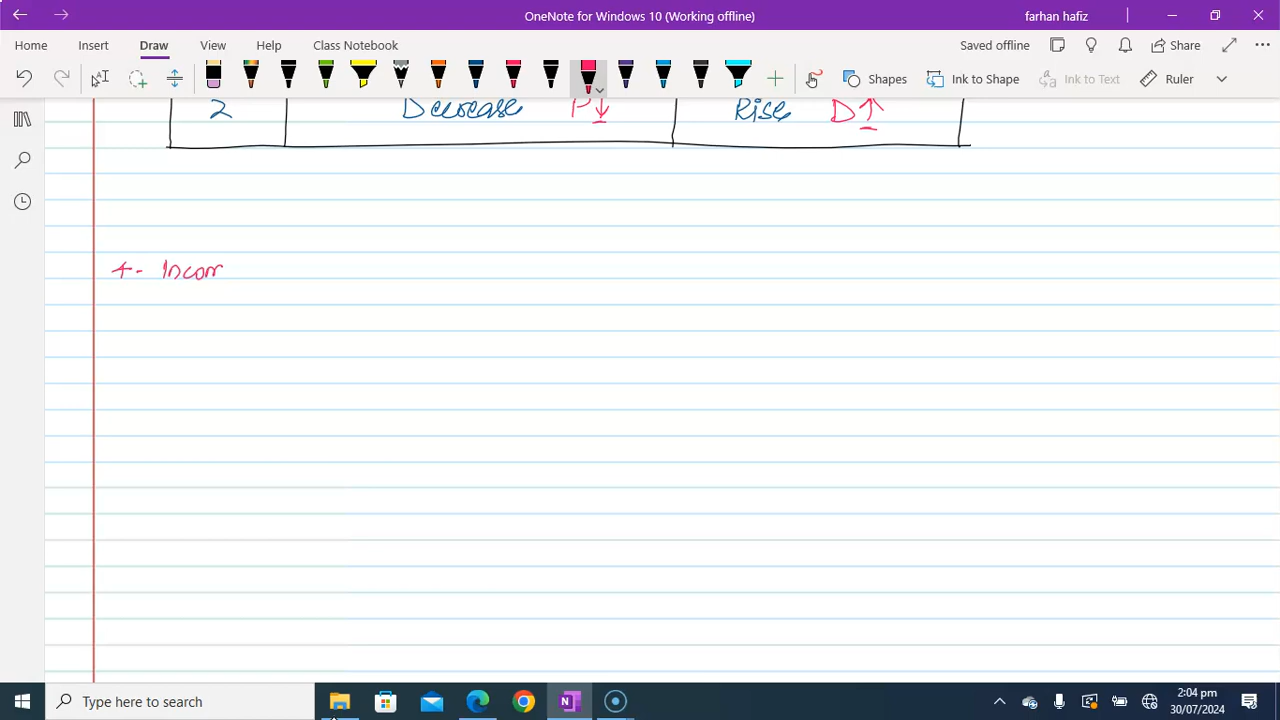 OneNote for Windows 10 (Working offline)
farhan hafiz
Home Insert Draw View Help Class Notebook
Saved offline
Share
Shapes
Ink to Shape
Ink to Text
Ruler
2 Decrease P↓ Rise D↑
4- Incorr
Type here to search
2:04 pm
30/07/2024